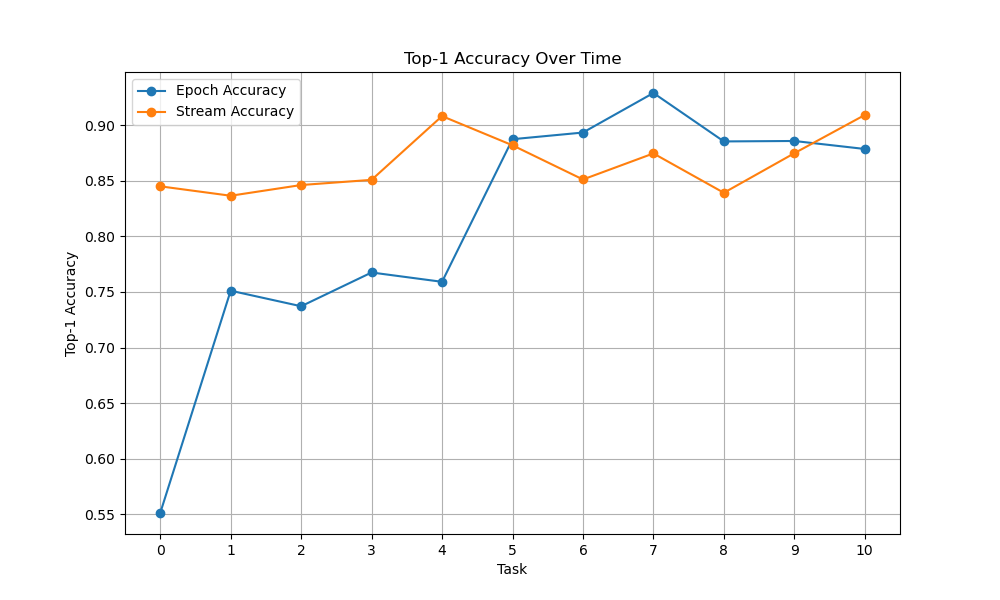 Top-1 Accuracy Over Time
Epoch Accuracy
Stream Accuracy
Top-1 Accuracy
0.90
0.85
0.80
0.75
0.70
0.65
0.60
0.55
0 1 2 3 4 5 6 7 8 9 10
Task